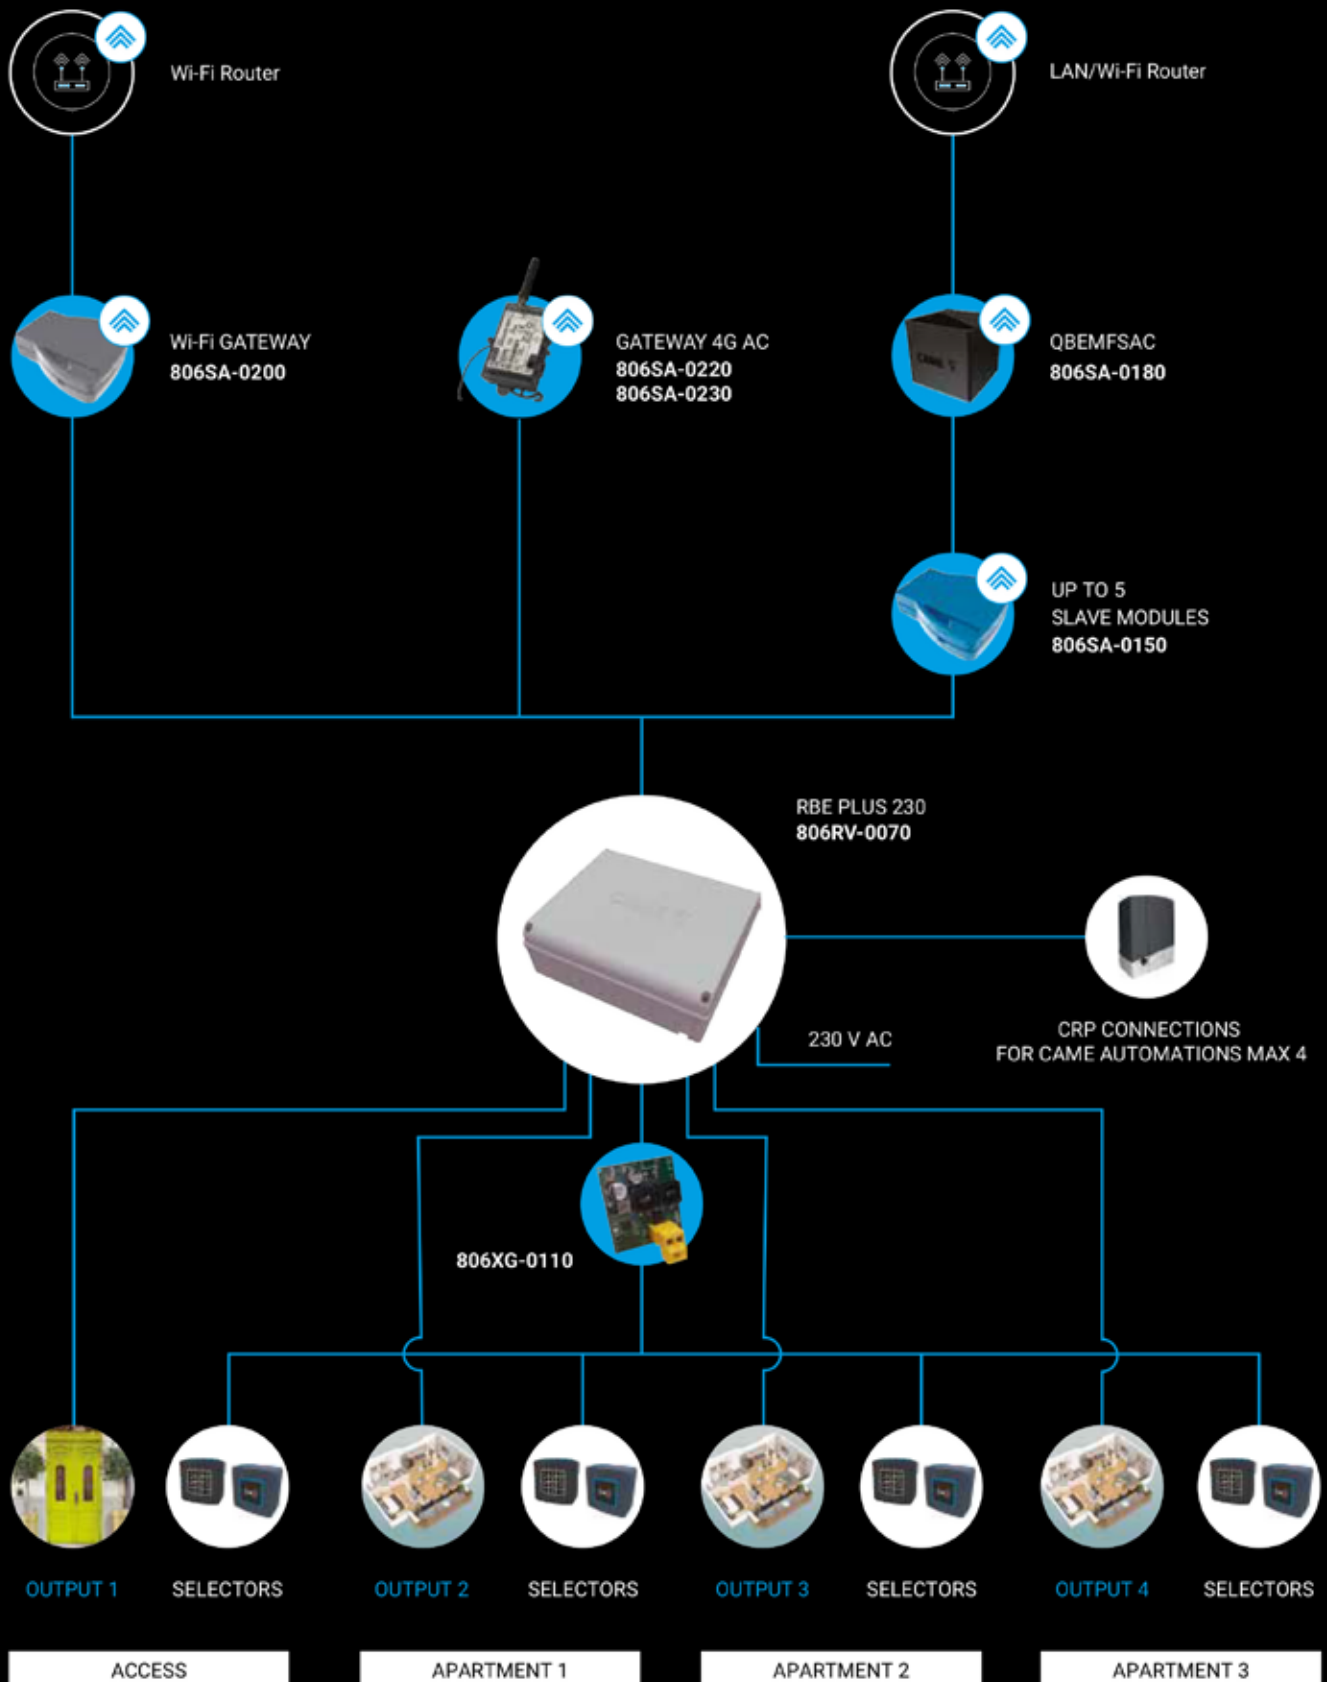 Wi-Fi Router
LAN/Wi-Fi Router
Wi-Fi GATEWAY
806SA-0200
GATEWAY 4G AC
806SA-0220
806SA-0230
CAME
QBEMFSAC
806SA-0180
UP TO 5
SLAVE MODULES
806SA-0150
RBE PLUS 230
806RV-0070
CAME
230 V AC
CRP CONNECTIONS
FOR CAME AUTOMATIONS MAX 4
806XG-0110
OUTPUT 1
SELECTORS
OUTPUT 2
SELECTORS
OUTPUT 3
SELECTORS
OUTPUT 4
SELECTORS
ACCESS
APARTMENT 1
APARTMENT 2
APARTMENT 3